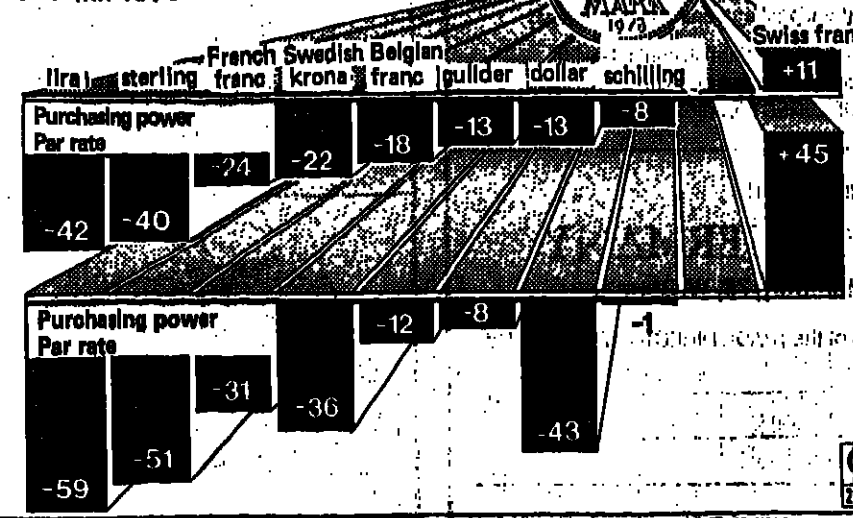 MARK
1973
Swiss fran
French Swedish Belgian
lira sterling franc krona franc guilder dollar schilling
+11
Purchasing power
Par rate
-42 -40 -24 -22 -18 -13 -13 -8
+45
Purchasing power
Par rate
-59 -51 -31 -36 -12 -8 -43 -1